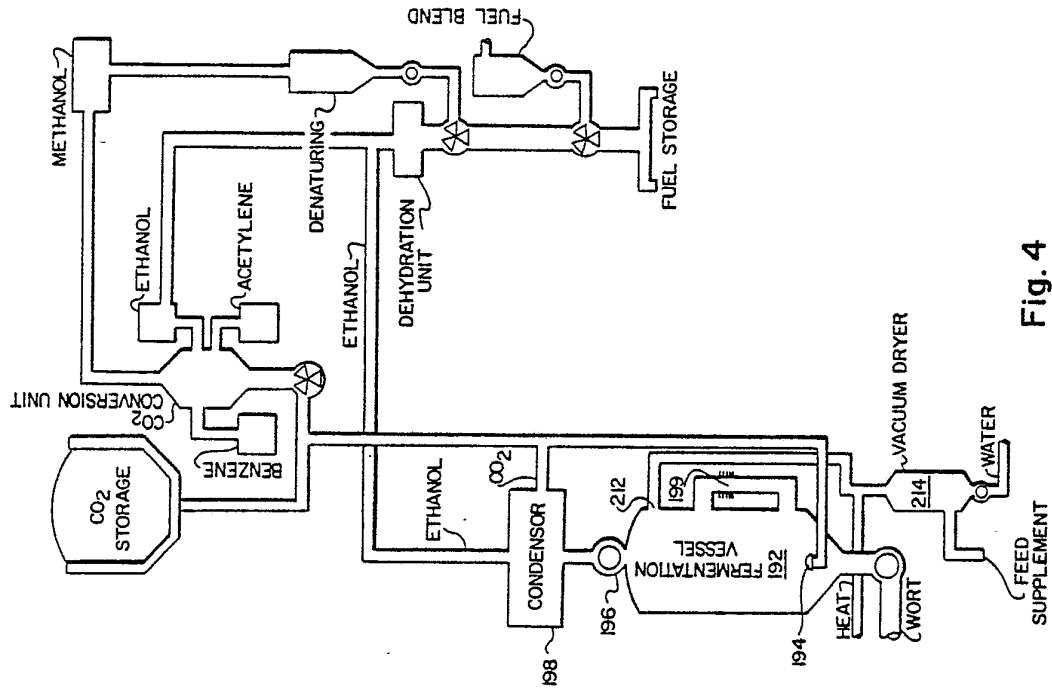 METHANOL
FUEL BLEND
DENATURING
ETHANOL
ACETYLENE
CO2
CONVERSION UNIT
BENZENE
CO2
STORAGE
DEHYDRATION
UNIT
FUEL STORAGE
ETHANOL
ETHANOL
CO2
CONDENSOR
198
196
212
199
FERMENTATION
VESSEL
192
194
HEAT
WORT
VACUUM DRYER
214
WATER
FEED
SUPPLEMENT
Fig. 4